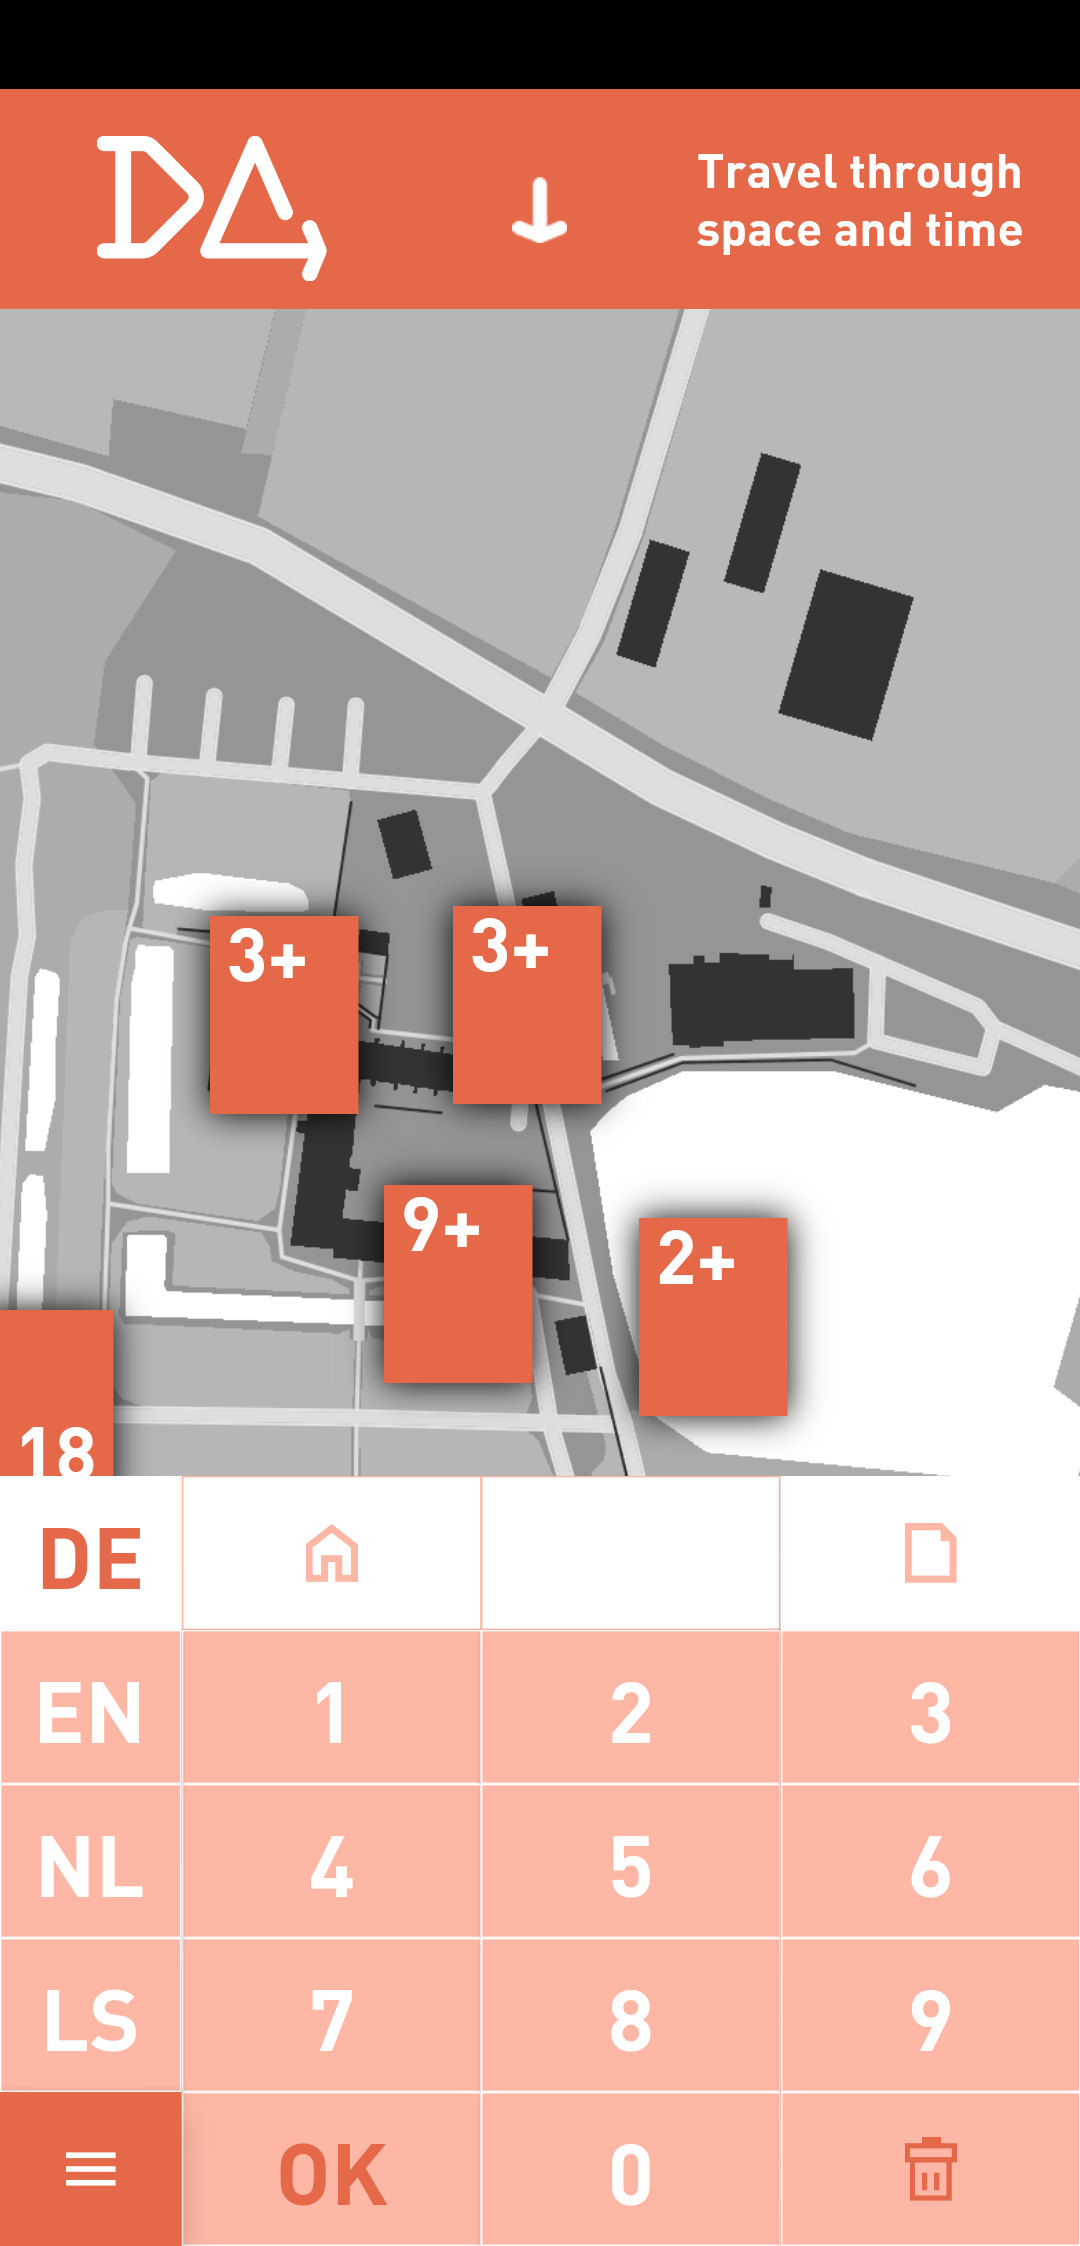 DA
Travel through
space and time
3+
3+
9+
2+
18
DE
EN 1 2 3
NL 4 5 6
LS 7 8 9
OK 0